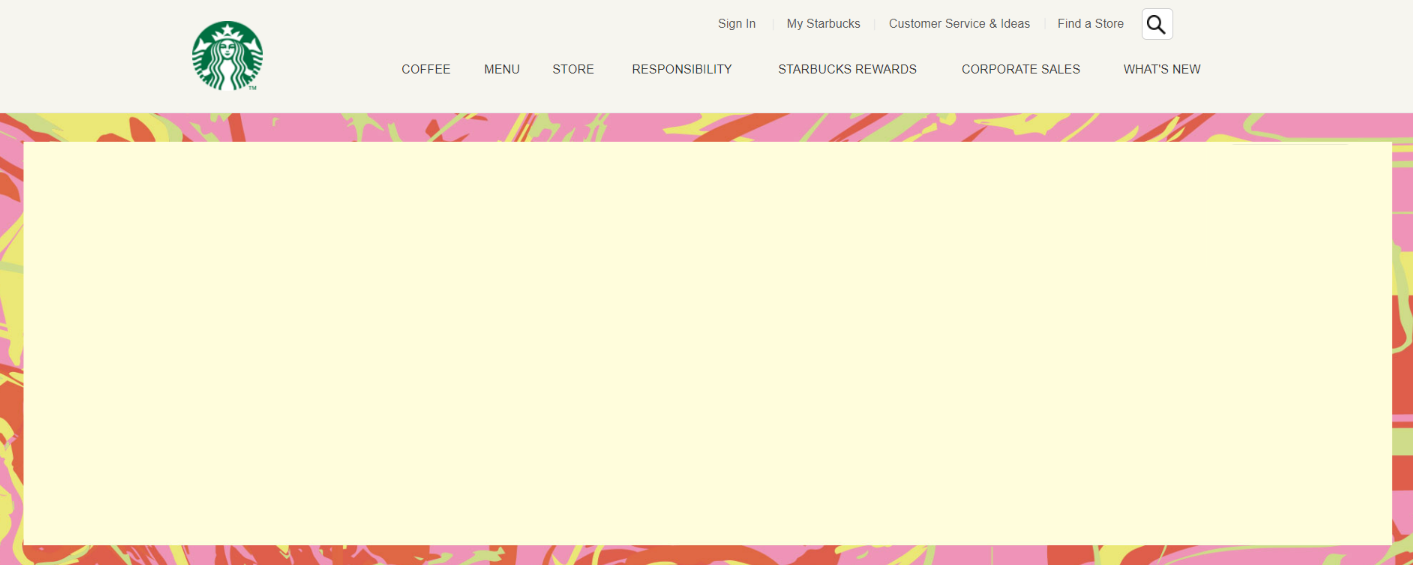 Sign In | My Starbucks | Customer Service & Ideas | Find a Store
COFFEE MENU STORE RESPONSIBILITY STARBUCKS REWARDS CORPORATE SALES WHAT'S NEW
TM